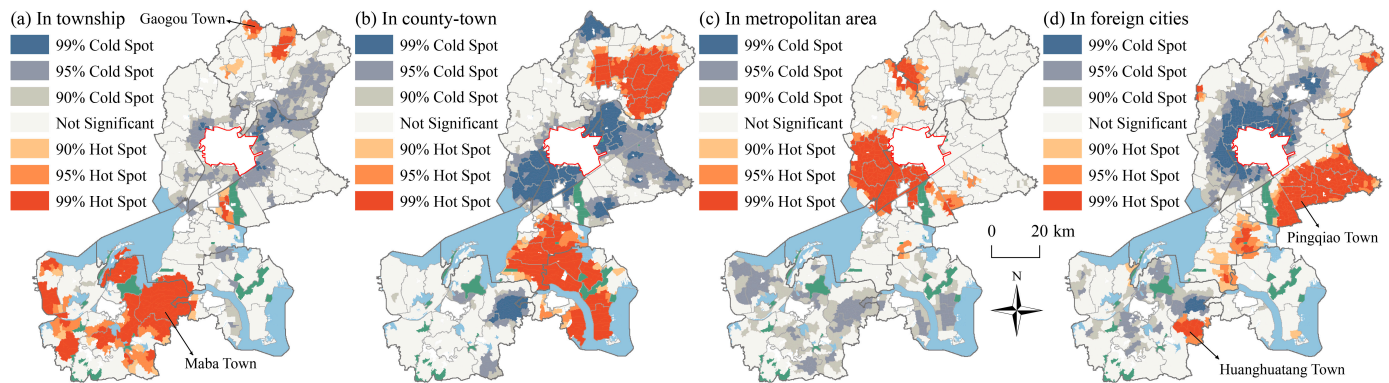 (a) In township
Gaogou Town
99% Cold Spot
95% Cold Spot
90% Cold Spot
Not Significant
90% Hot Spot
95% Hot Spot
99% Hot Spot
Maba Town
(b) In county-town
99% Cold Spot
95% Cold Spot
90% Cold Spot
Not Significant
90% Hot Spot
95% Hot Spot
99% Hot Spot
(c) In metropolitan area
99% Cold Spot
95% Cold Spot
90% Cold Spot
Not Significant
90% Hot Spot
95% Hot Spot
99% Hot Spot
0 20 km
N
(d) In foreign cities
99% Cold Spot
95% Cold Spot
90% Cold Spot
Not Significant
90% Hot Spot
95% Hot Spot
99% Hot Spot
Pingqiao Town
Huanghuatang Town